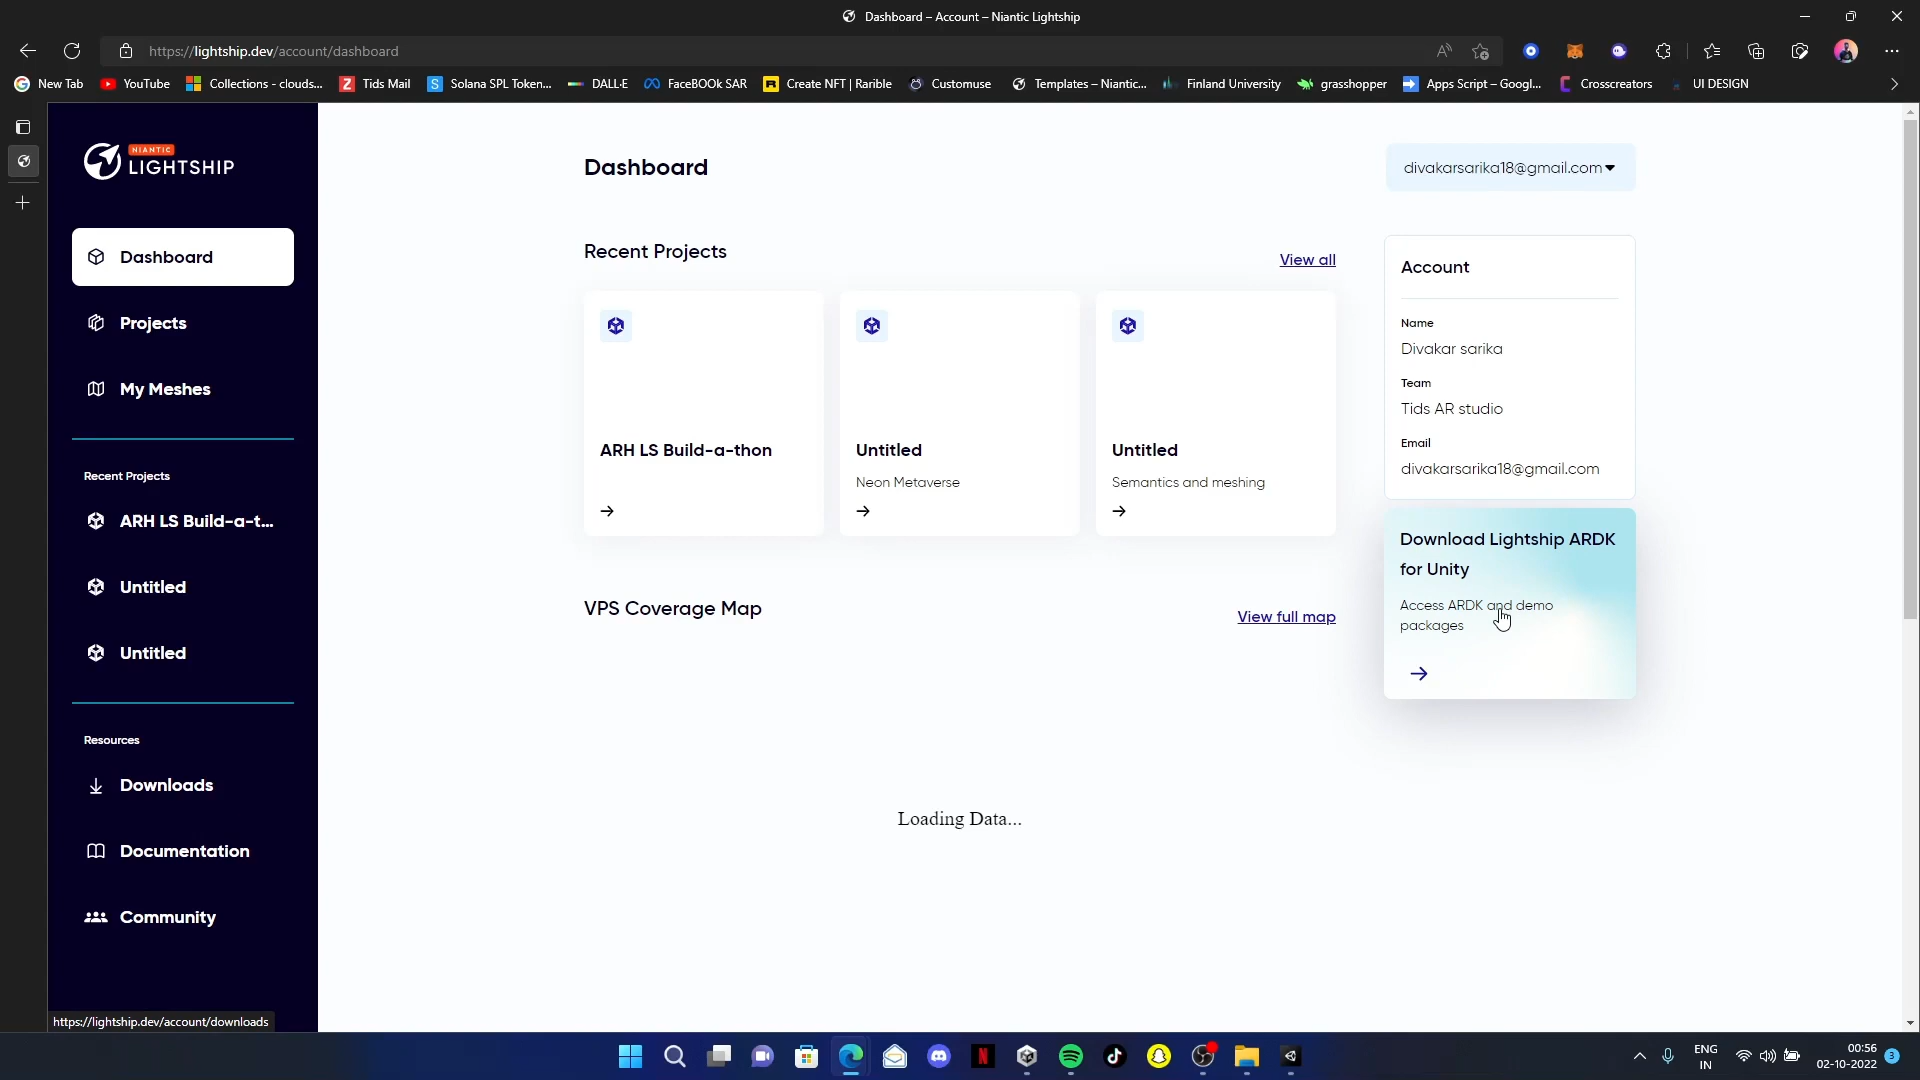 Dashboard – Account – Niantic Lightship
https://lightship.dev/account/dashboard
New Tab
YouTube
Collections - clouds...
Tids Mail
Solana SPL Token...
DALL·E
FaceBOOk SAR
Create NFT | Rarible
Customuse
Templates – Niantic...
Finland University
grasshopper
Apps Script – Googl...
Crosscreators
UI DESIGN
NIANTIC
LIGHTSHIP
Dashboard
Projects
My Meshes
Recent Projects
ARH LS Build-a-t...
Untitled
Untitled
Resources
Downloads
Documentation
Community
https://lightship.dev/account/downloads
Dashboard
divakarsarika18@gmail.com
Recent Projects
View all
ARH LS Build-a-thon
Untitled
Neon Metaverse
Untitled
Semantics and meshing
VPS Coverage Map
View full map
Loading Data...
Account
Name
Divakar sarika
Team
Tids AR studio
Email
divakarsarika18@gmail.com
Download Lightship ARDK
for Unity
Access ARDK and demo
packages
ENG
IN
00:56
02-10-2022
3